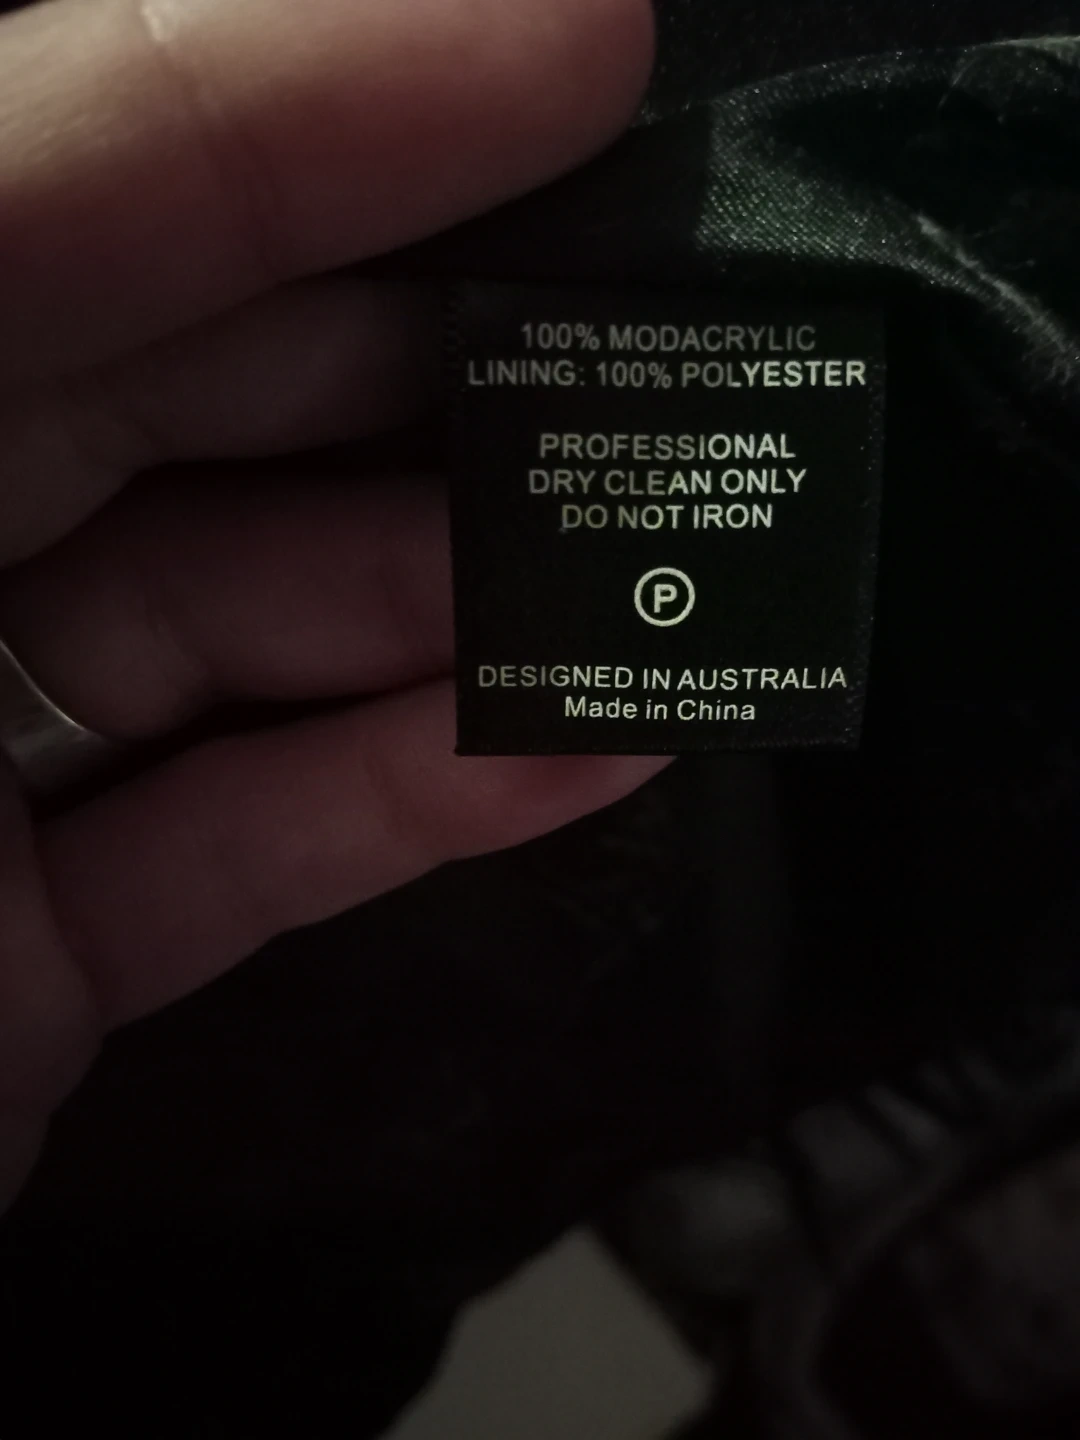 100% MODACRYLIC
LINING: 100% POLYESTER
PROFESSIONAL
DRY CLEAN ONLY
DO NOT IRON
P
DESIGNED IN AUSTRALIA
Made in China